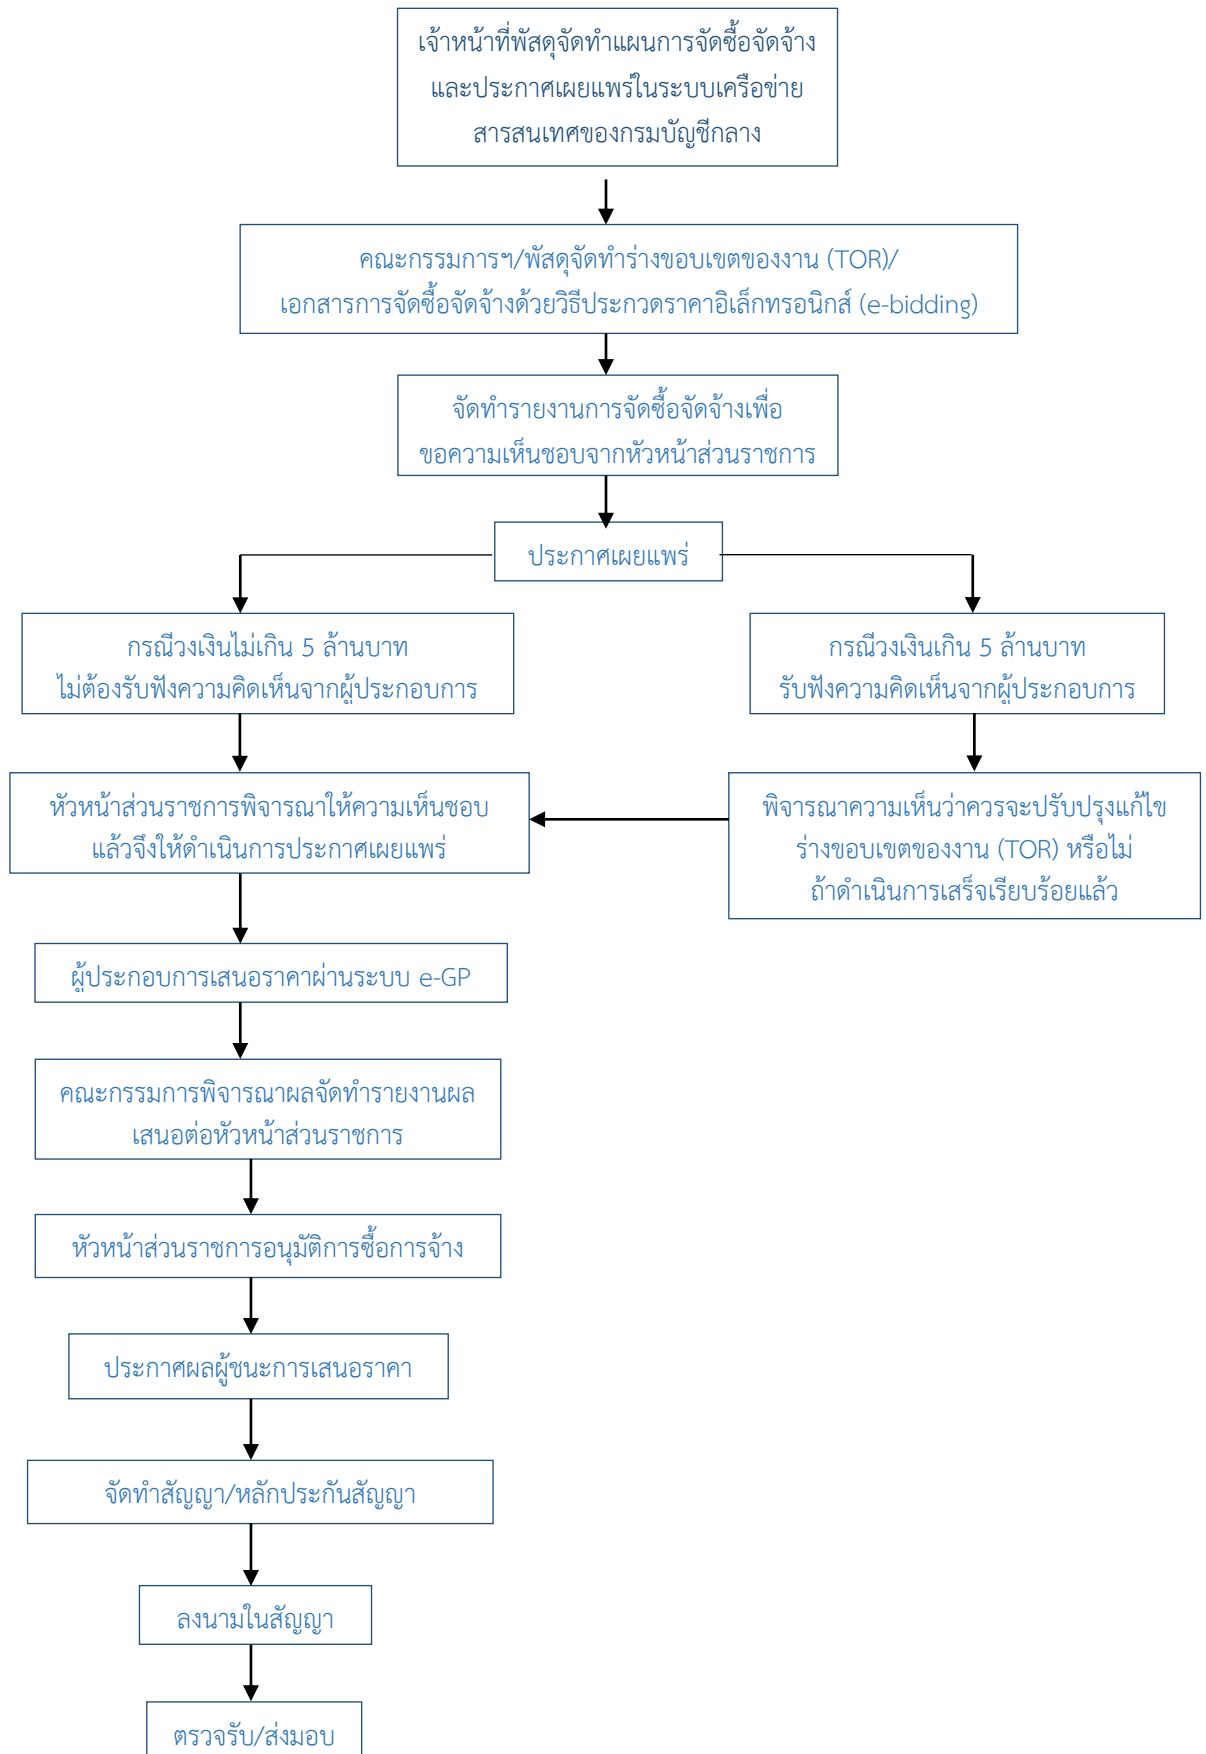 เจ้าหน้าที่พัสดุจัดทำแผนการจัดซื้อจัดจ้าง
และประกาศเผยแพร่ในระบบเครือข่าย
สารสนเทศของกรมบัญชีกลาง
คณะกรรมการฯ/พัสดุจัดทำร่างขอบเขตของงาน (TOR)/
เอกสารการจัดซื้อจัดจ้างด้วยวิธีประกวดราคาอิเล็กทรอนิกส์ (e-bidding)
จัดทำรายงานการจัดซื้อจัดจ้างเพื่อ
ขอความเห็นชอบจากหัวหน้าส่วนราชการ
ประกาศเผยแพร่
กรณีวงเงินไม่เกิน 5 ล้านบาท
ไม่ต้องรับฟังความคิดเห็นจากผู้ประกอบการ
กรณีวงเงินเกิน 5 ล้านบาท
รับฟังความคิดเห็นจากผู้ประกอบการ
หัวหน้าส่วนราชการพิจารณาให้ความเห็นชอบ
แล้วจึงให้ดำเนินการประกาศเผยแพร่
พิจารณาความเห็นว่าควรจะปรับปรุงแก้ไข
ร่างขอบเขตของงาน (TOR) หรือไม่
ถ้าดำเนินการเสร็จเรียบร้อยแล้ว
ผู้ประกอบการเสนอราคาผ่านระบบ e-GP
คณะกรรมการพิจารณาผลจัดทำรายงานผล
เสนอต่อหัวหน้าส่วนราชการ
หัวหน้าส่วนราชการอนุมัติการซื้อการจ้าง
ประกาศผลผู้ชนะการเสนอราคา
จัดทำสัญญา/หลักประกันสัญญา
ลงนามในสัญญา
ตรวจรับ/ส่งมอบ